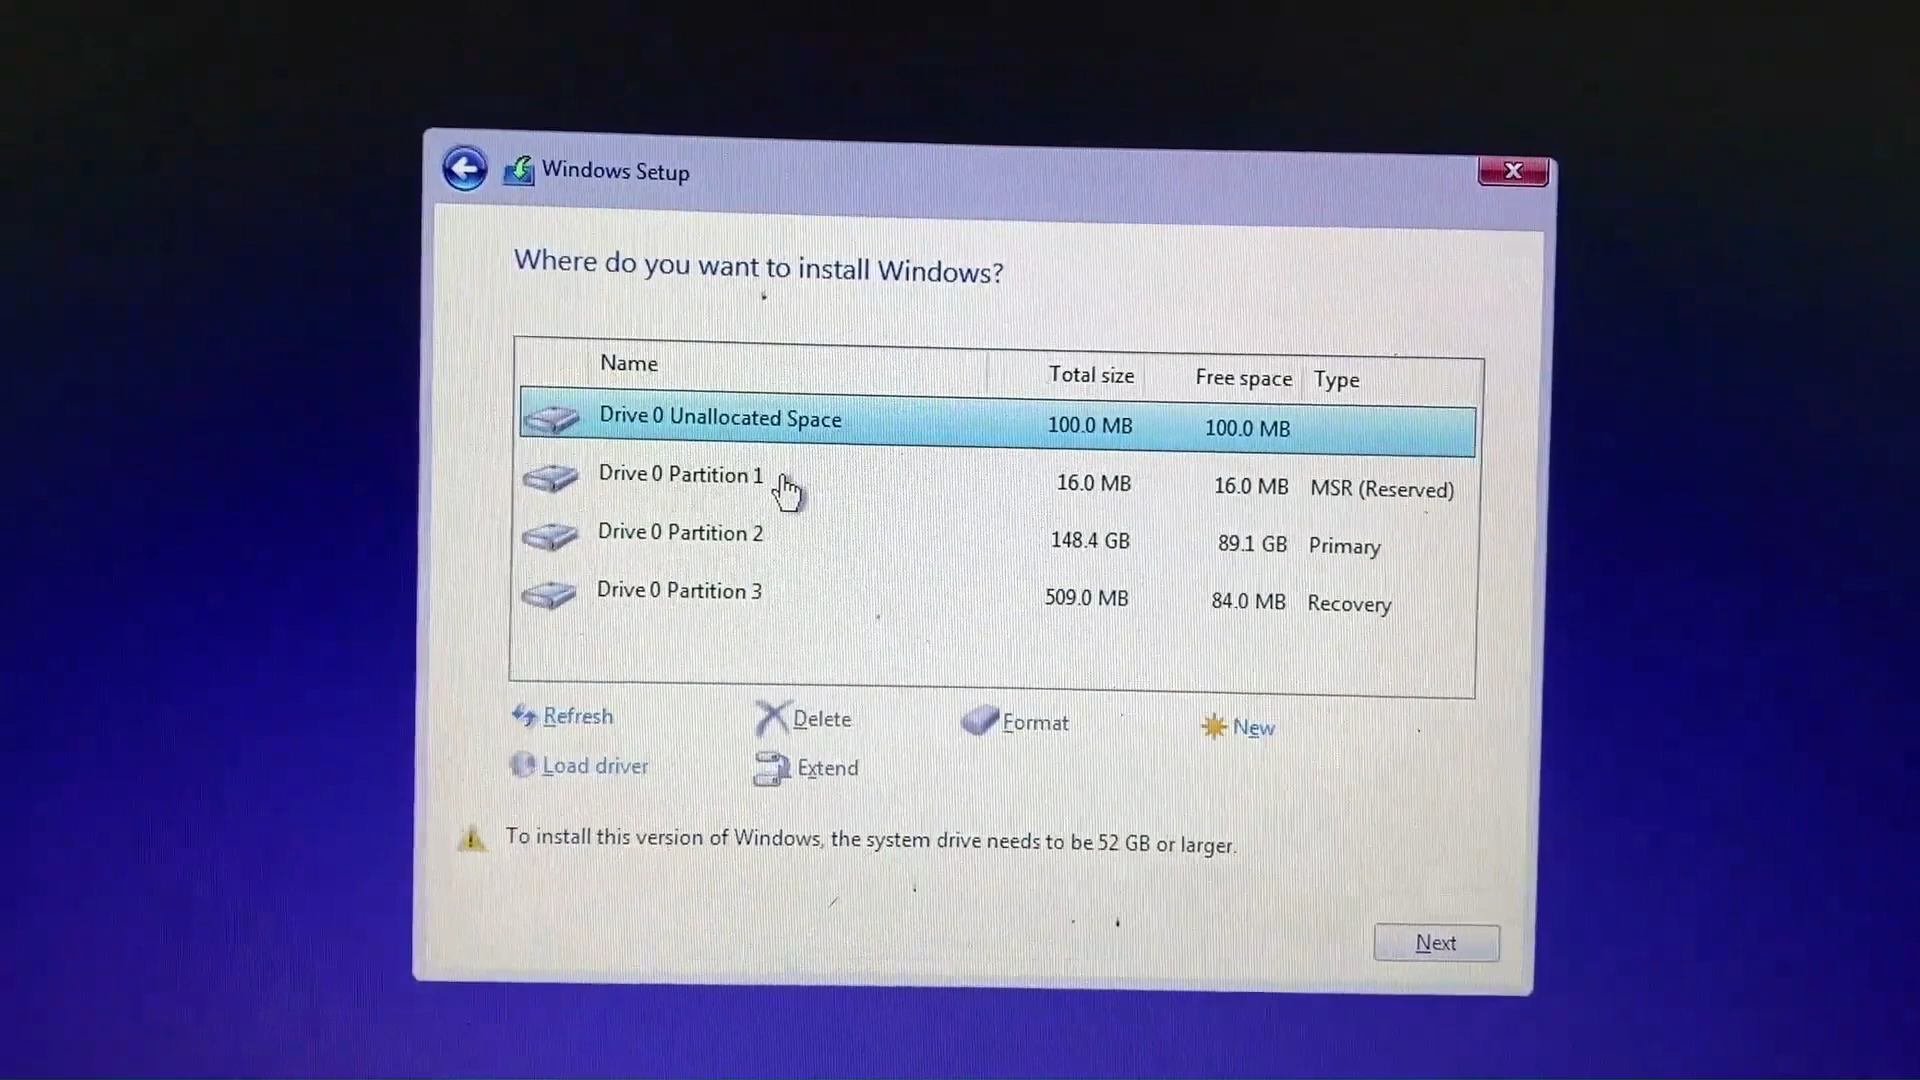 Windows Setup
Where do you want to install Windows?
Name Total size Free space Type
Drive 0 Unallocated Space 100.0 MB 100.0 MB
Drive 0 Partition 1 16.0 MB 16.0 MB MSR (Reserved)
Drive 0 Partition 2 148.4 GB 89.1 GB Primary
Drive 0 Partition 3 509.0 MB 84.0 MB Recovery
Refresh Delete Format New
Load driver Extend
To install this version of Windows, the system drive needs to be 52 GB or larger.
Next